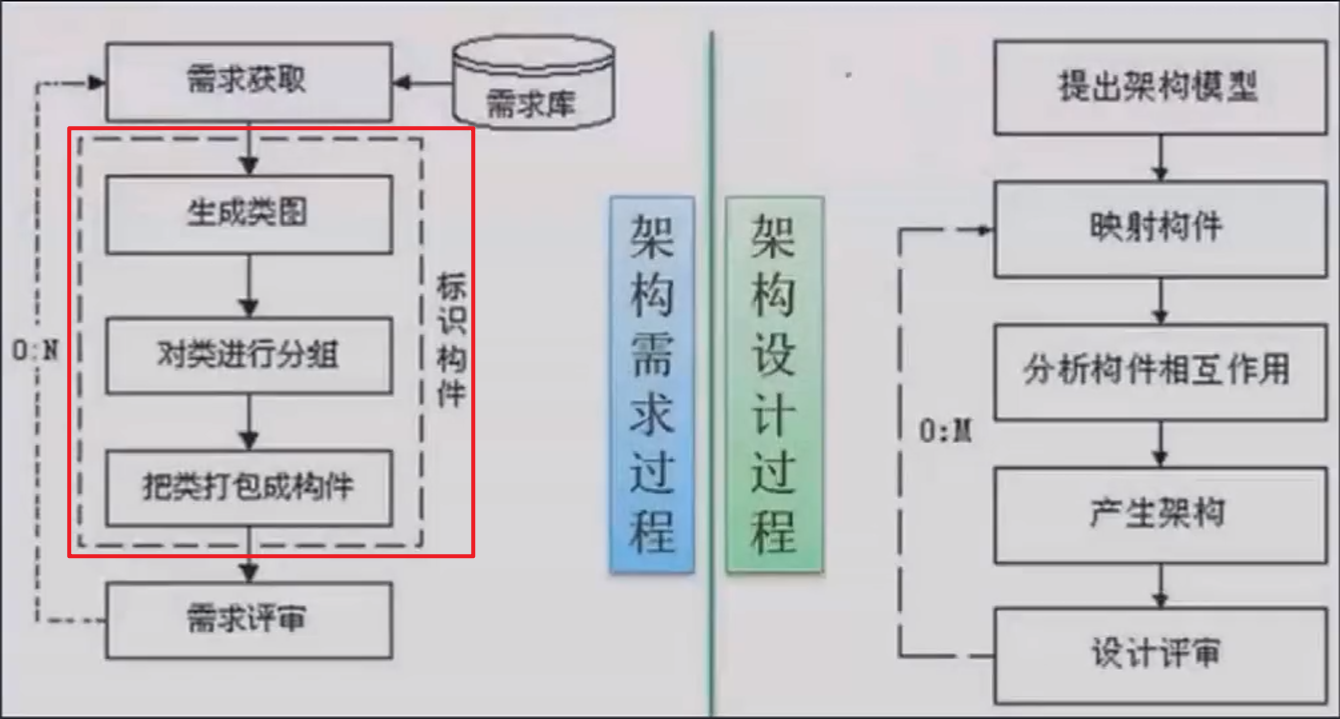 需求获取
需求库
生成类图
对类进行分组
把类打包成构件
标识构件
需求评审
0:N
架构需求过程
架构设计过程
提出架构模型
映射构件
分析构件相互作用
产生架构
设计评审
0:M